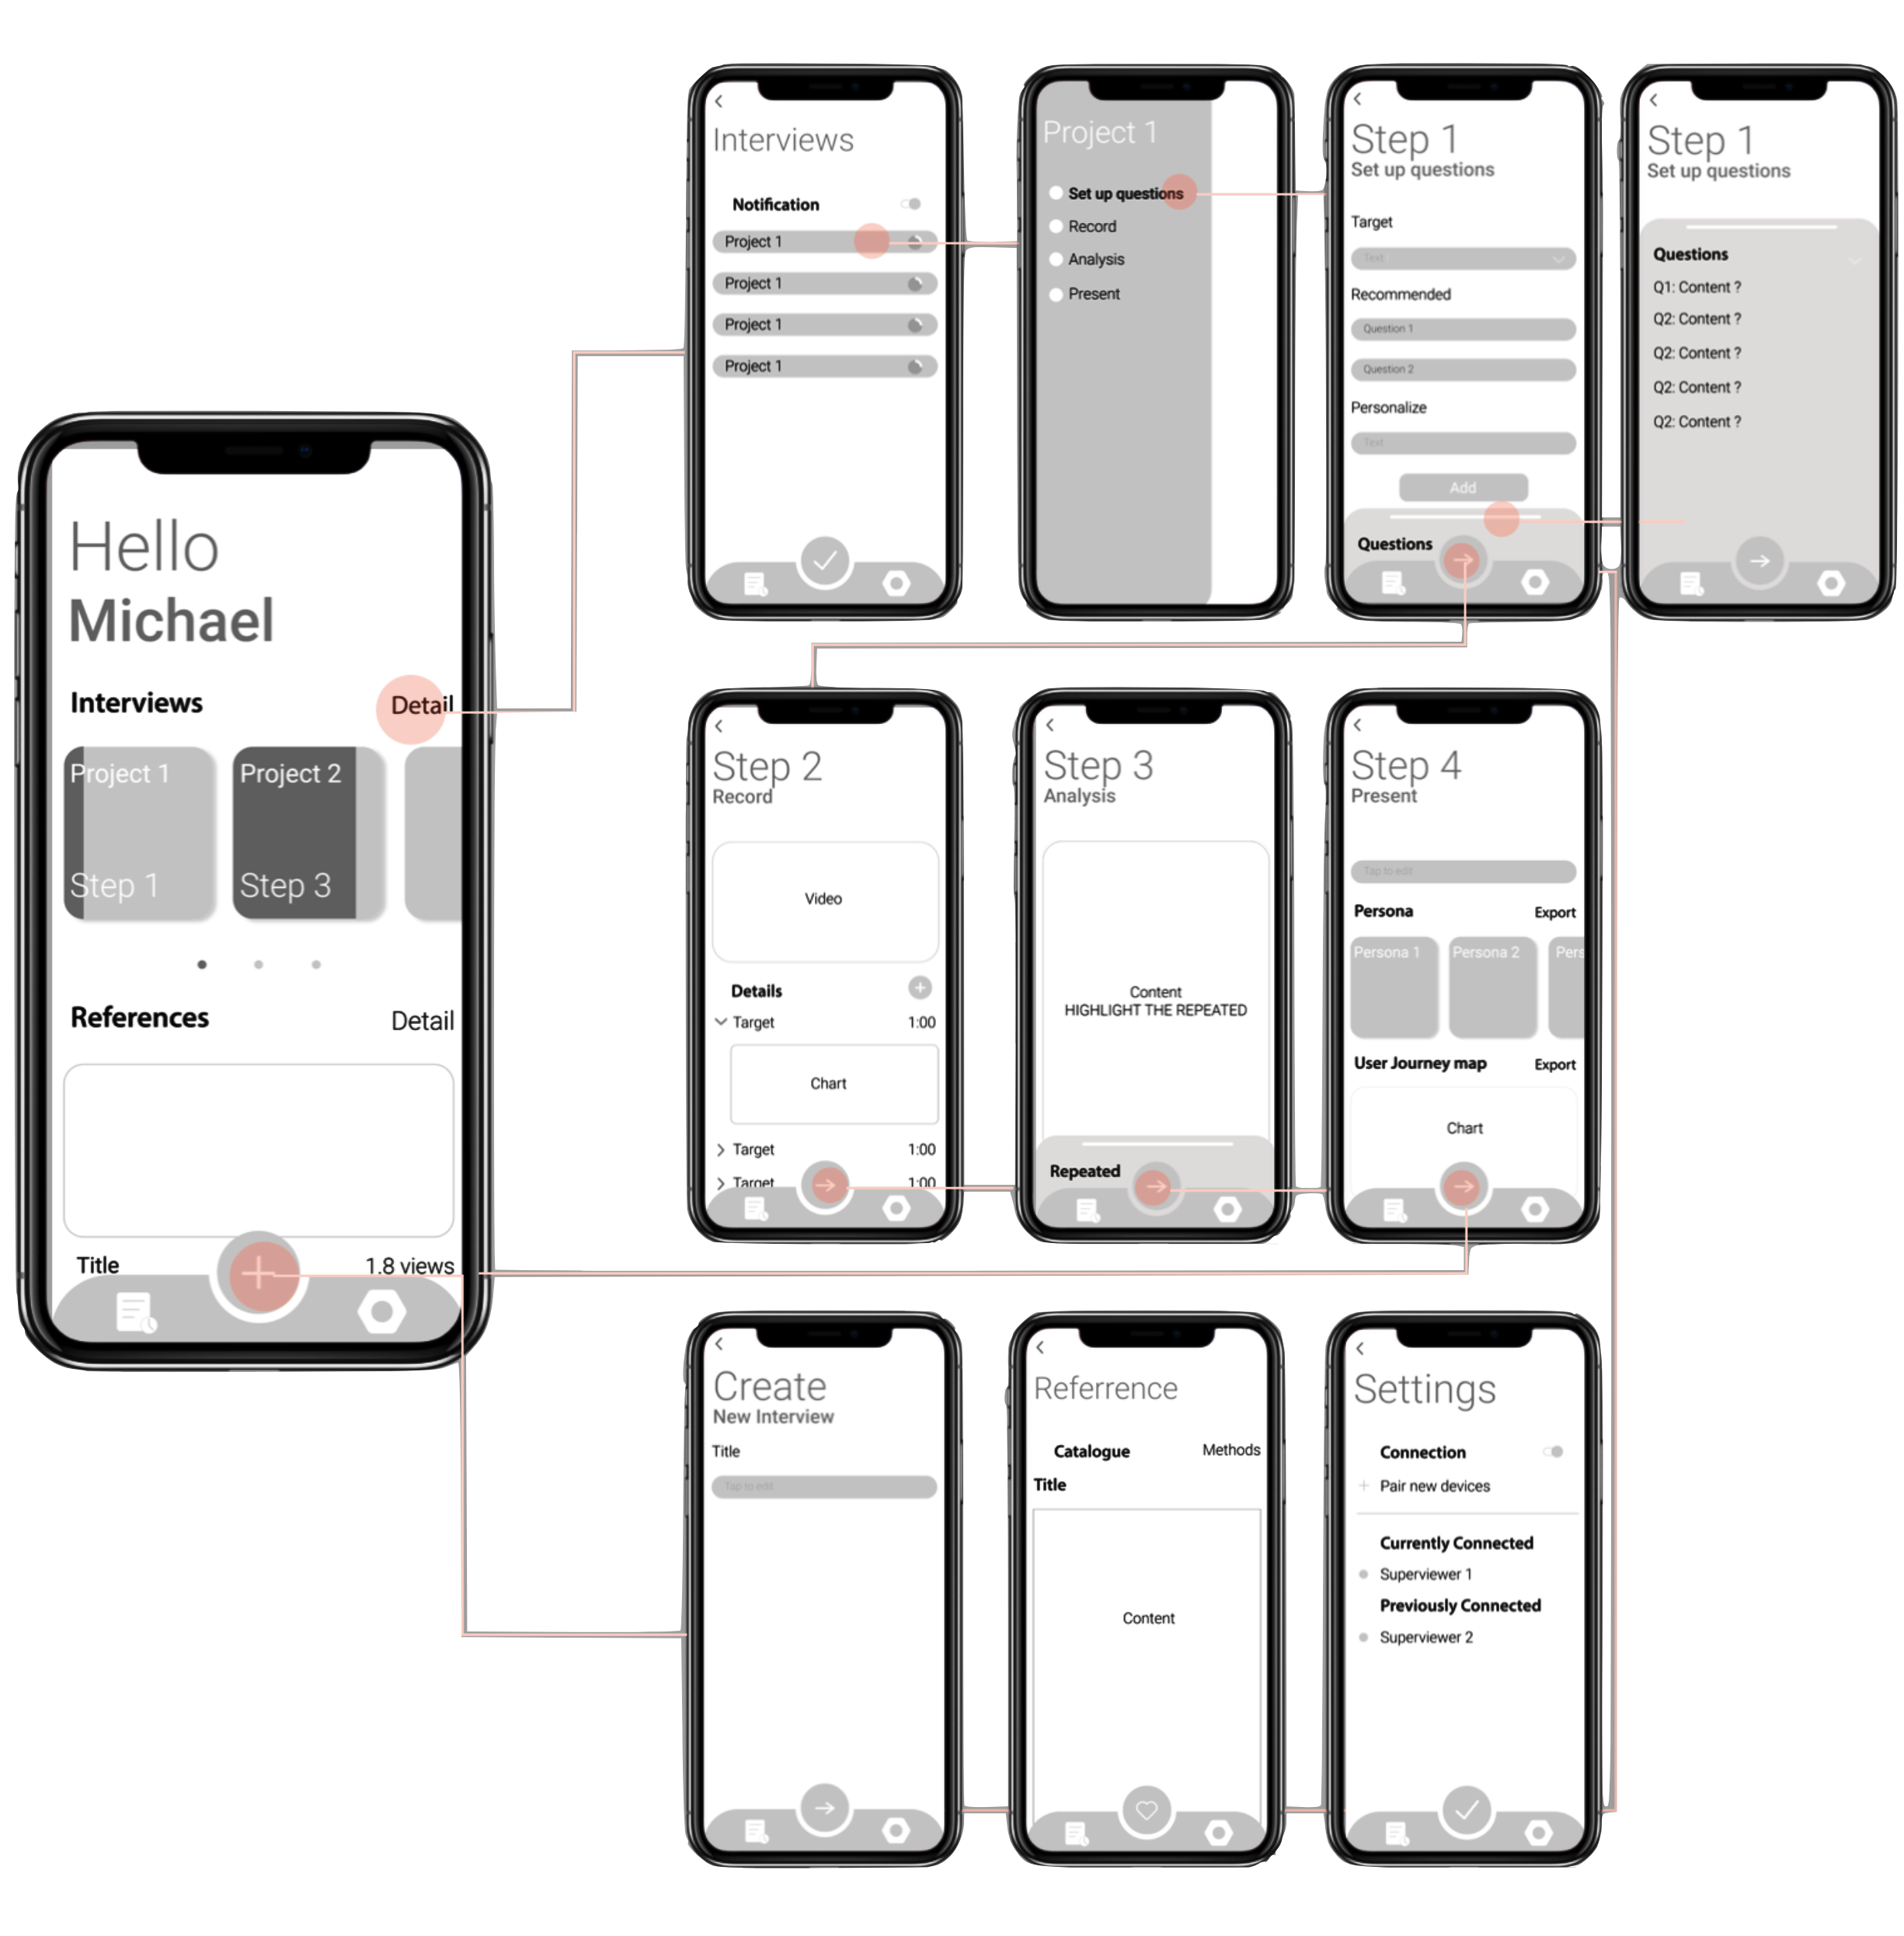 Hello
Michael
Interviews
Detail
Project 1
Step 1
Project 2
Step 3
References
Detail
Title
1.8 views
Interviews
Notification
Project 1
Project 1
Project 1
Project 1
Project 1
Set up questions
Record
Analysis
Present
Step 1
Set up questions
Target
Text
Recommended
Question 1
Question 2
Personalize
Text
Add
Questions
Step 1
Set up questions
Questions
Q1: Content ?
Q2: Content ?
Q2: Content ?
Q2: Content ?
Q2: Content ?
Step 2
Record
Video
Details
Target 1:00
Chart
Target 1:00
Target 1:00
Step 3
Analysis
Content
HIGHLIGHT THE REPEATED
Repeated
Step 4
Present
Tap to edit
Persona Export
Persona 1
Persona 2
Pers
User Journey map Export
Chart
Create
New Interview
Title
Tap to edit
Referrence
Catalogue Methods
Title
Content
Settings
Connection
Pair new devices
Currently Connected
Superviewer 1
Previously Connected
Superviewer 2